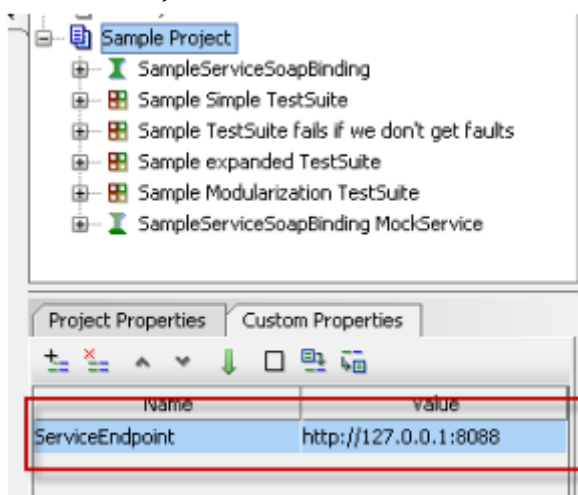 Sample Project
SampleServiceSoapBinding
Sample Simple TestSuite
Sample TestSuite fails if we don't get faults
Sample expanded TestSuite
Sample Modularization TestSuite
SampleServiceSoapBinding MockService
Project Properties Custom Properties
Name Value
ServiceEndpoint http://127.0.0.1:8088